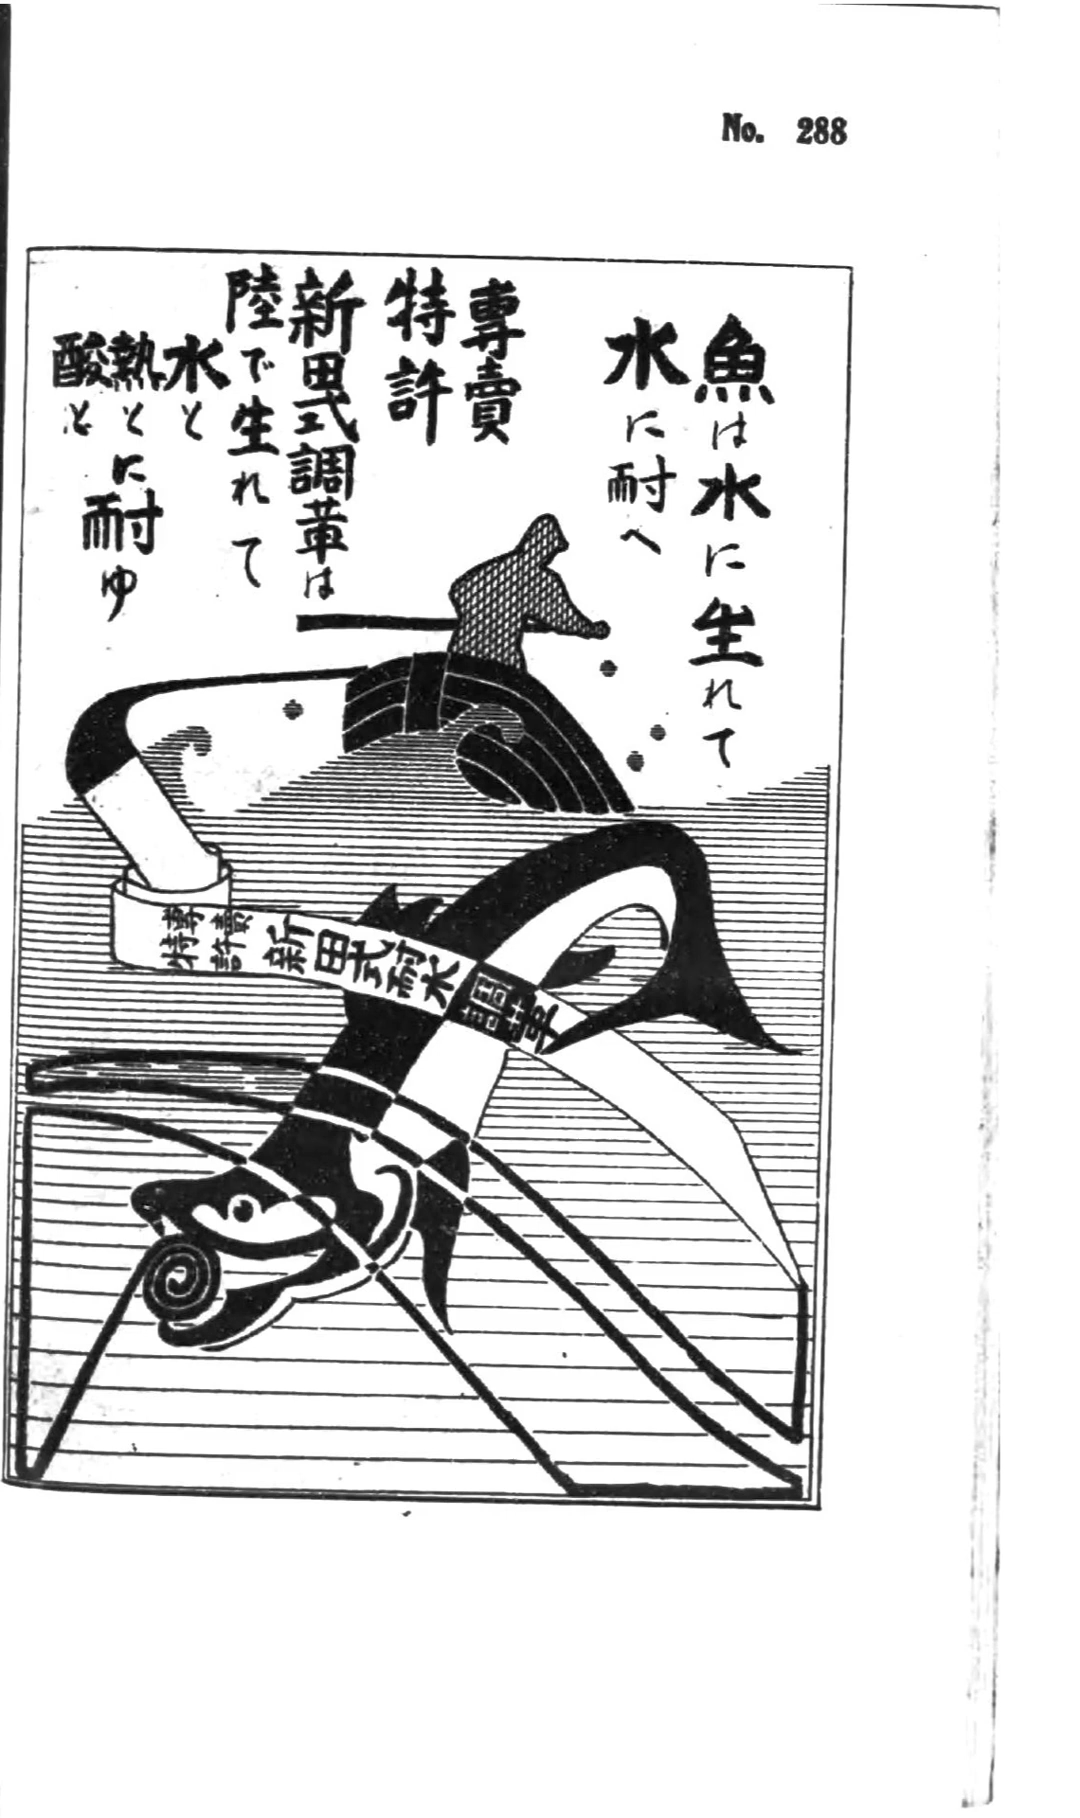 No. 288
魚は水に生れて
水に耐へ
專賣
特許
新田式調革は
陸で生れて
水と
熱と
酸と
に耐ゆ
專賣
特許
新田式耐水調革